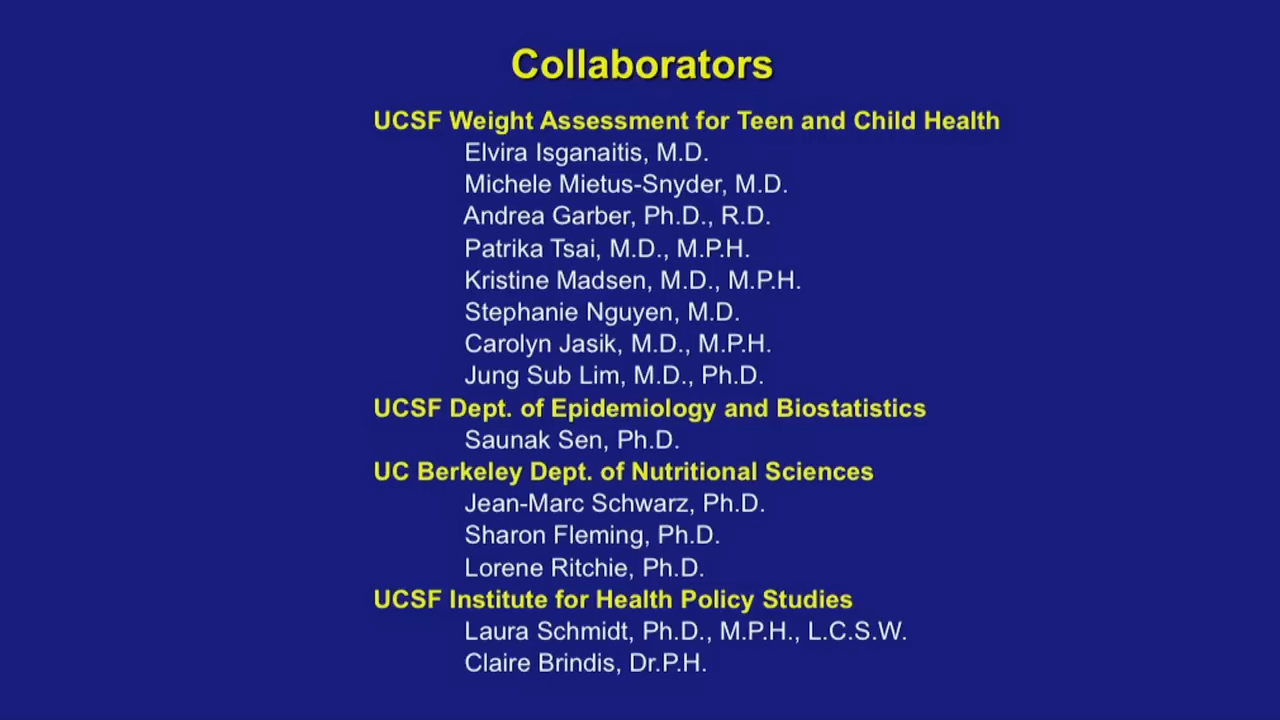 Collaborators
UCSF Weight Assessment for Teen and Child Health
Elvira Isganaitis, M.D.
Michele Mietus-Snyder, M.D.
Andrea Garber, Ph.D., R.D.
Patrika Tsai, M.D., M.P.H.
Kristine Madsen, M.D., M.P.H.
Stephanie Nguyen, M.D.
Carolyn Jasik, M.D., M.P.H.
Jung Sub Lim, M.D., Ph.D.
UCSF Dept. of Epidemiology and Biostatistics
Saunak Sen, Ph.D.
UC Berkeley Dept. of Nutritional Sciences
Jean-Marc Schwarz, Ph.D.
Sharon Fleming, Ph.D.
Lorene Ritchie, Ph.D.
UCSF Institute for Health Policy Studies
Laura Schmidt, Ph.D., M.P.H., L.C.S.W.
Claire Brindis, Dr.P.H.